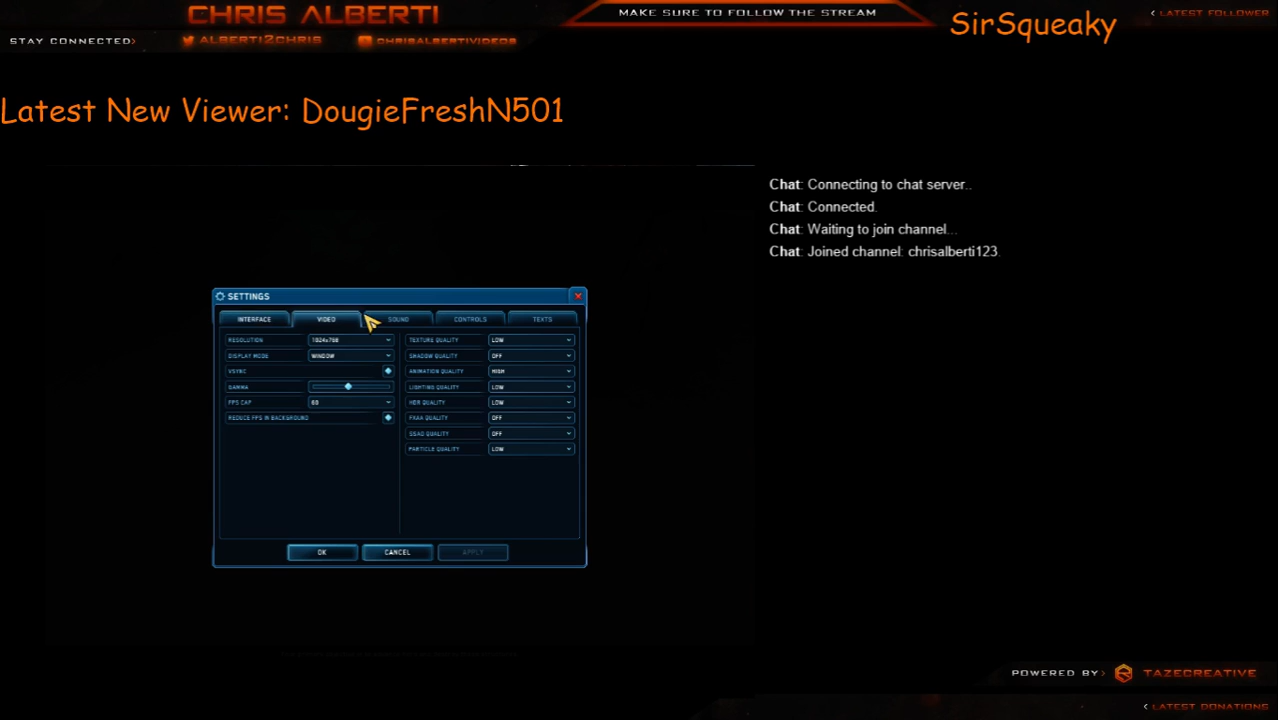 CHRIS ALBERTI
MAKE SURE TO FOLLOW THE STREAM
SirSqueaky
LATEST FOLLOWER
STAY CONNECTED
ALBERTI2CHRIS
CHRISALBERTIVIDEOS
Latest New Viewer: DougieFreshN501
Chat: Connecting to chat server..
Chat: Connected.
Chat: Waiting to join channel...
Chat: Joined channel: chrisalberti123.
SETTINGS
INTERFACE VIDEO SOUND CONTROLS TEXTS
RESOLUTION 1024x768 TEXTURE QUALITY LOW
DISPLAY MODE WINDOW SHADOW QUALITY OFF
VSYNC ANIMATION QUALITY HIGH
GAMMA LIGHTING QUALITY LOW
FPS CAP 60 HDR QUALITY LOW
REDUCE FPS IN BACKGROUND FXAA QUALITY OFF
SSAO QUALITY OFF
PARTICLE QUALITY LOW
OK CANCEL APPLY
POWERED BY TAZECREATIVE
LATEST DONATIONS